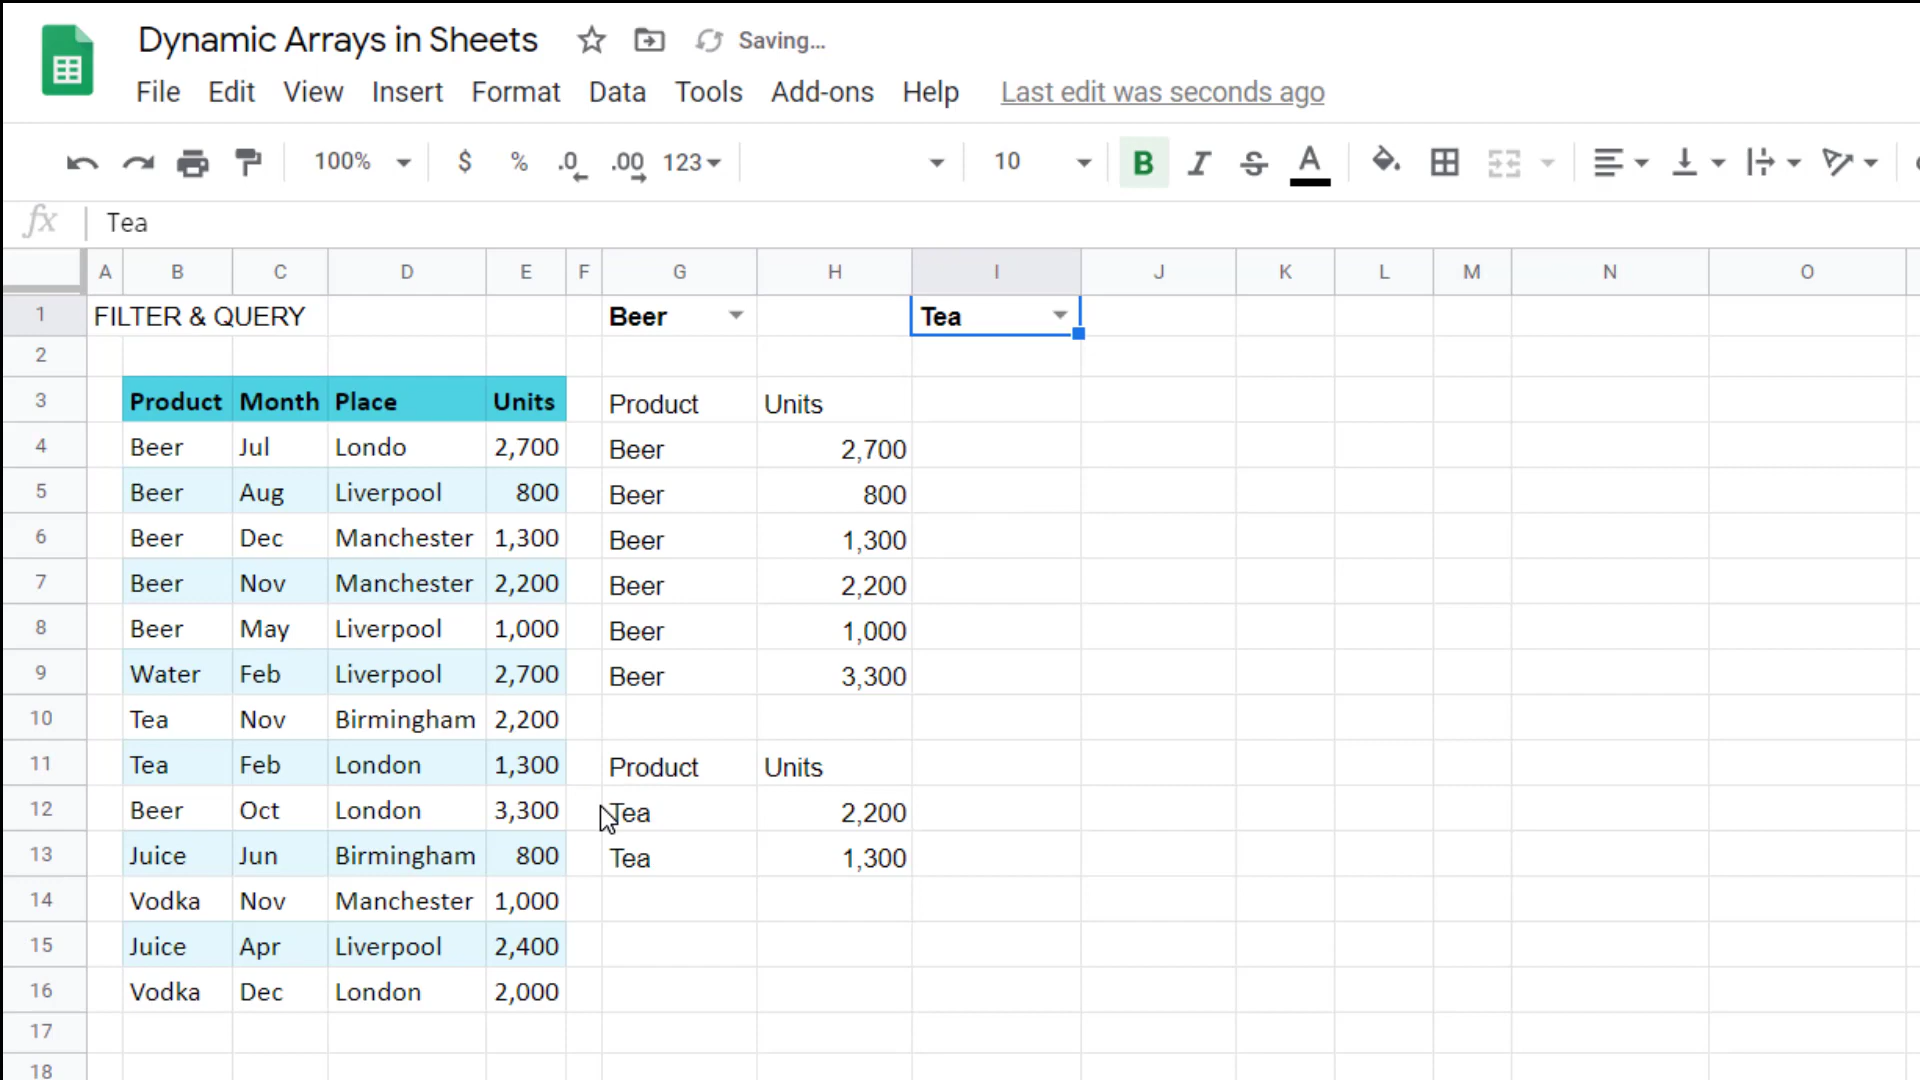 Dynamic Arrays in Sheets Saving...
File Edit View Insert Format Data Tools Add-ons Help Last edit was seconds ago
100% $ % .0 .00 123 10 B I S A
fx Tea
A B C D E F G H I J K L M N O
1 FILTER & QUERY Beer Tea
2
3 Product Month Place Units Product Units
4 Beer Jul Londo 2,700 Beer 2,700
5 Beer Aug Liverpool 800 Beer 800
6 Beer Dec Manchester 1,300 Beer 1,300
7 Beer Nov Manchester 2,200 Beer 2,200
8 Beer May Liverpool 1,000 Beer 1,000
9 Water Feb Liverpool 2,700 Beer 3,300
10 Tea Nov Birmingham 2,200
11 Tea Feb London 1,300 Product Units
12 Beer Oct London 3,300 Tea 2,200
13 Juice Jun Birmingham 800 Tea 1,300
14 Vodka Nov Manchester 1,000
15 Juice Apr Liverpool 2,400
16 Vodka Dec London 2,000
17
18